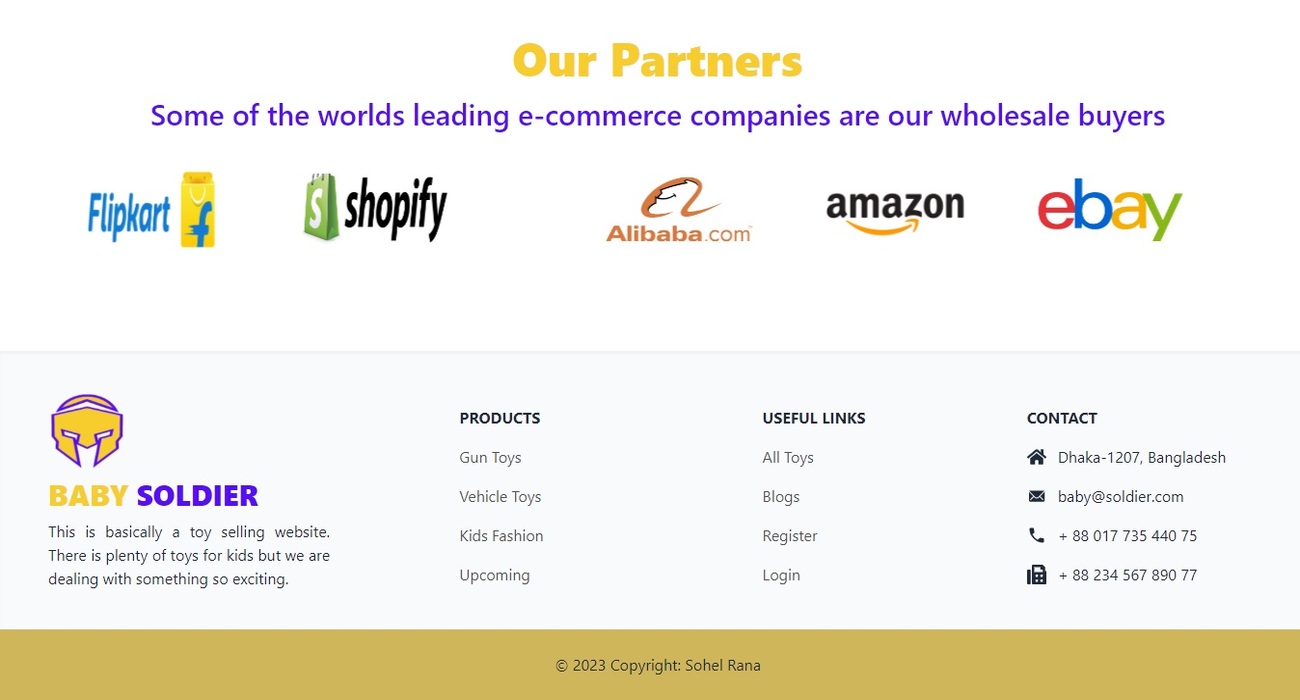 Our Partners
Some of the worlds leading e-commerce companies are our wholesale buyers
Flipkart
shopify
Alibaba.com
amazon
ebay
BABY SOLDIER
This is basically a toy selling website.
There is plenty of toys for kids but we are
dealing with something so exciting.
PRODUCTS
Gun Toys
Vehicle Toys
Kids Fashion
Upcoming
USEFUL LINKS
All Toys
Blogs
Register
Login
CONTACT
Dhaka-1207, Bangladesh
baby@soldier.com
+ 88 017 735 440 75
+ 88 234 567 890 77
© 2023 Copyright: Sohel Rana